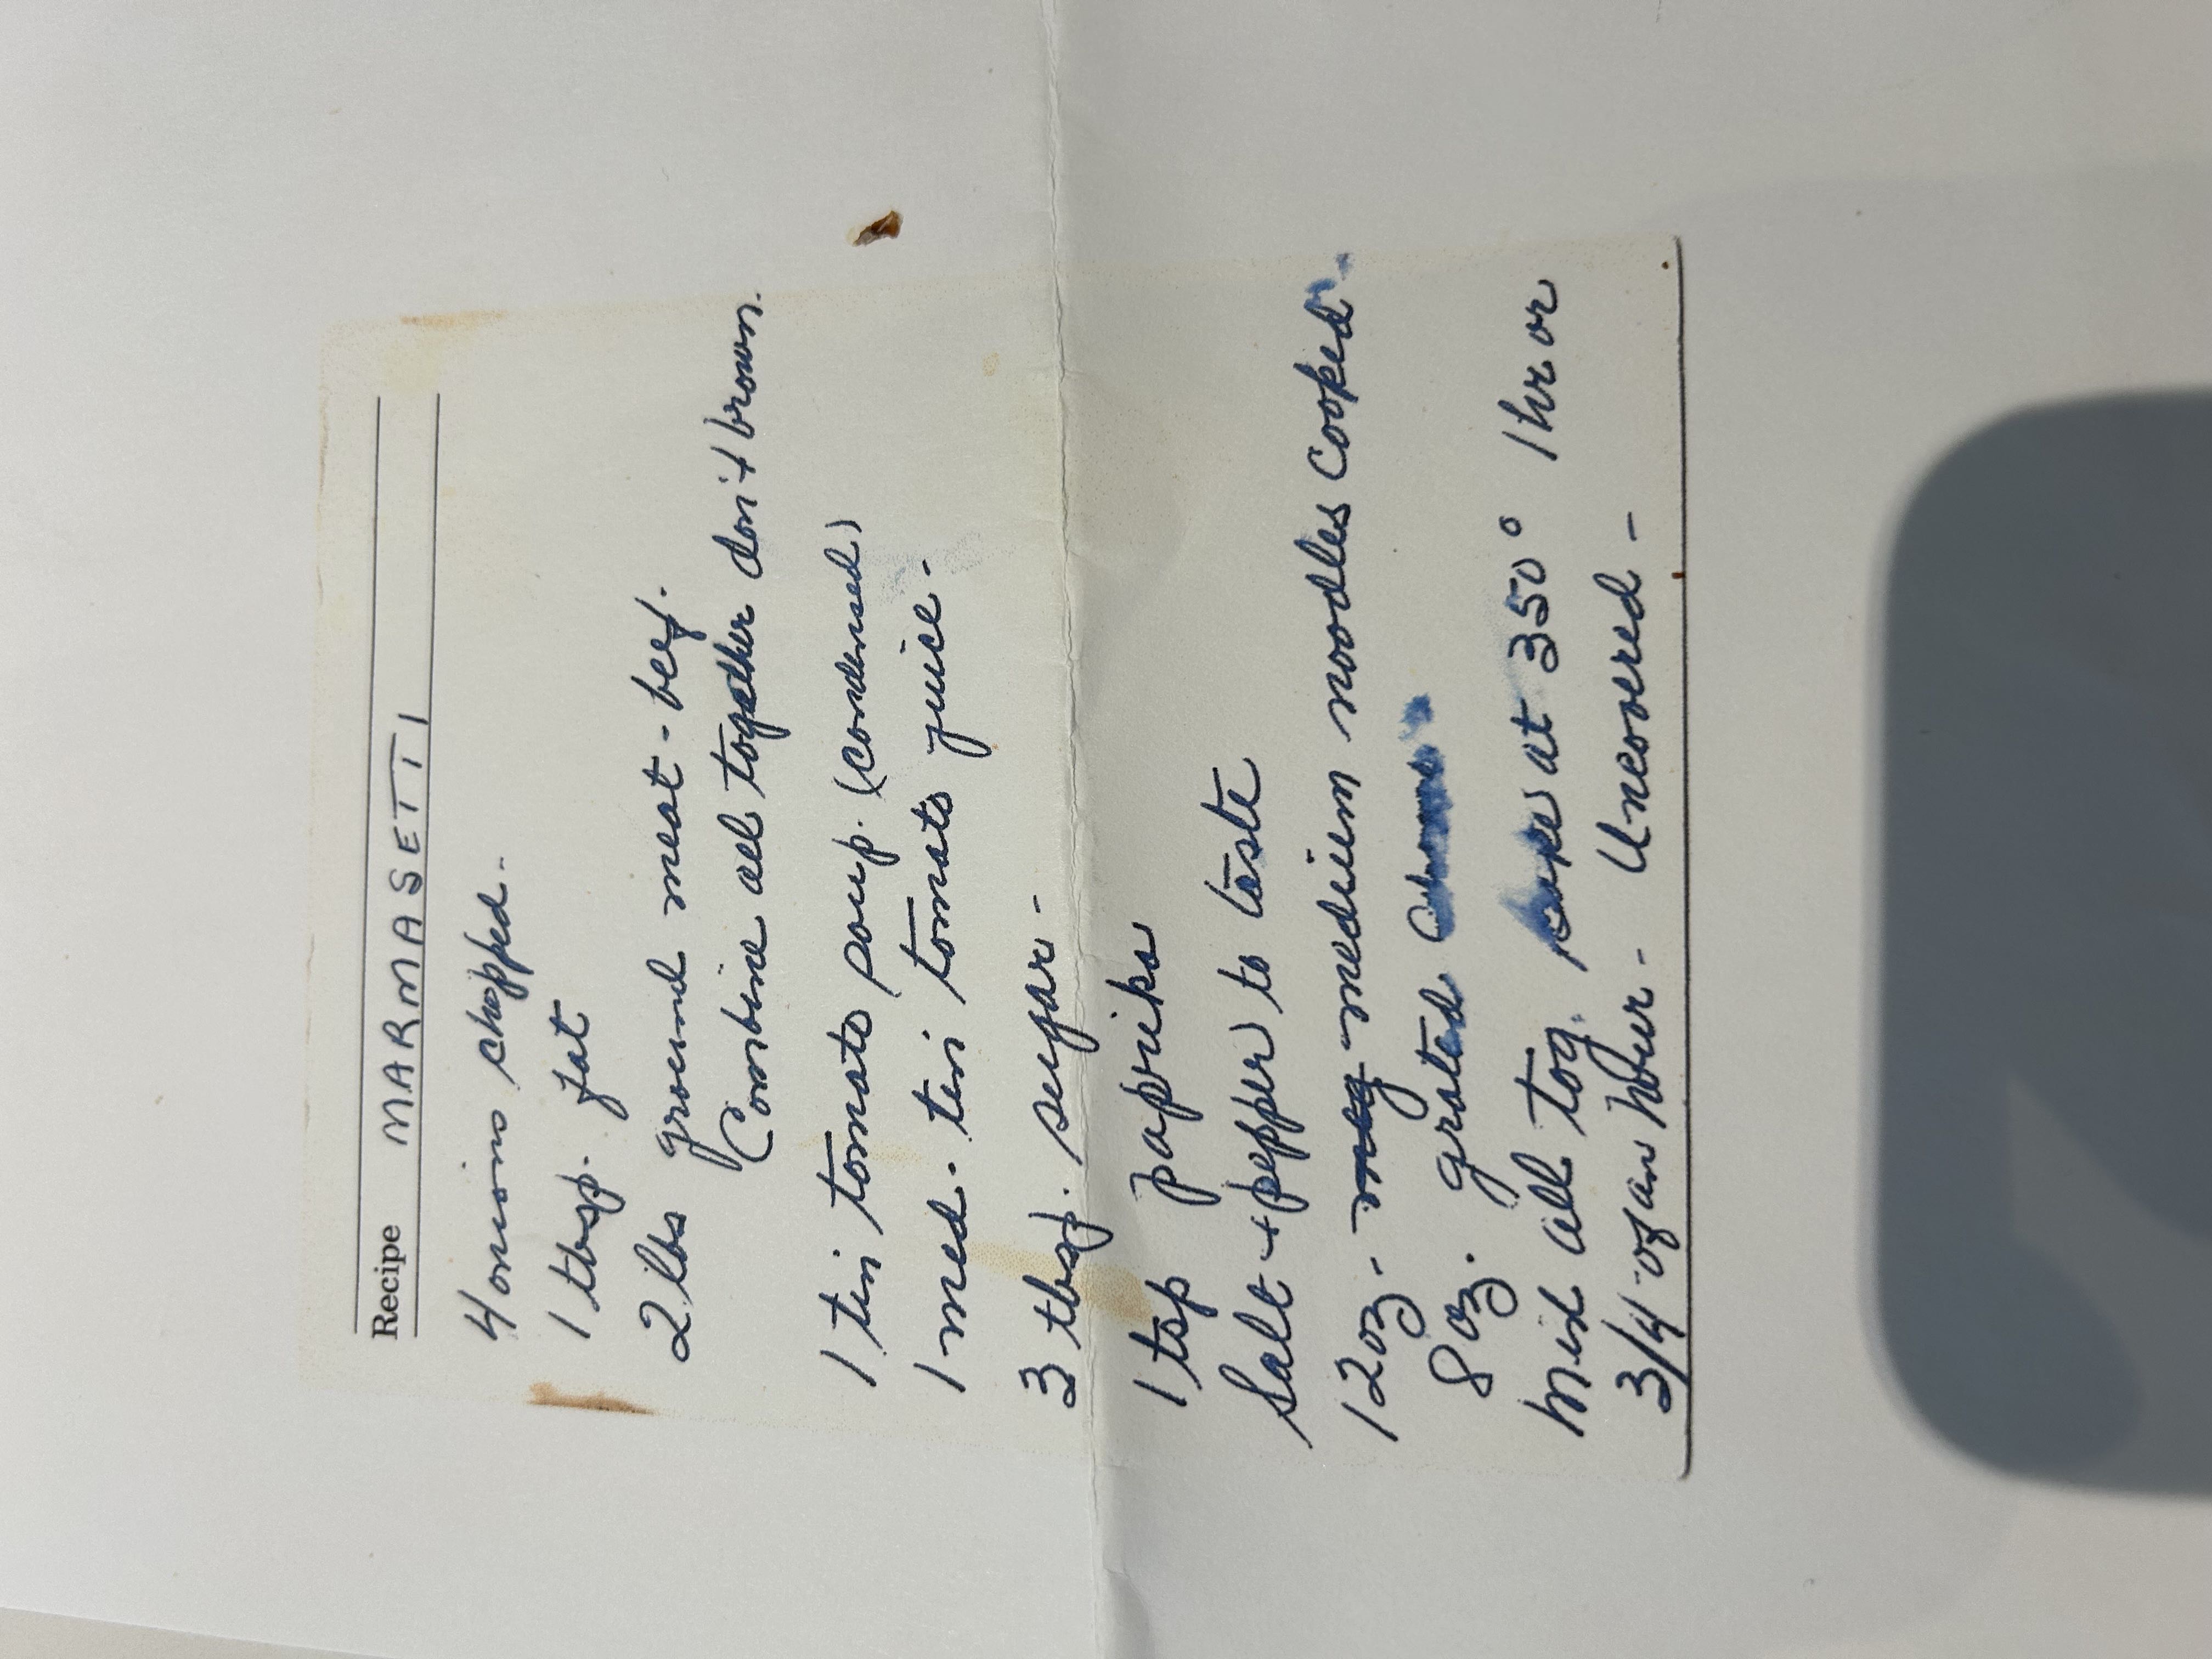 Recipe MARMASETTI
4 onions chopped.-
1 tbsp. fat
2 lbs ground meat - beef.
Combine all together don't brown.
1 tin tomato soup. (condensed)
1 med. tin tomato juice -
3 tbsp. sugar -
1 tsp paprika
Salt + pepper to taste
12 oz. - medium noodles cooked.
8 oz. grated
Mix all tog. bake at 350° 1 hr or
3/4 of an hour - Uncovered -